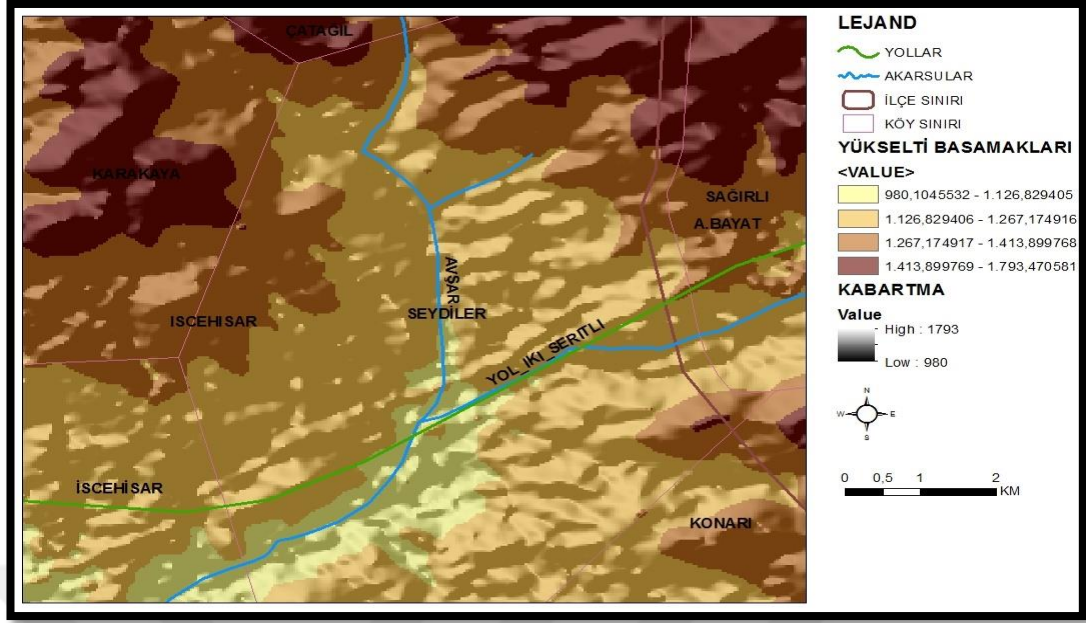 ÇATAGIL
KARAKAYA
SAĞIRLI
A.BAYAT
AVŞAR
SEYDİLER
ISCEHISAR
YOL_IKI_SERITLI
İSCEHİSAR
KONARI
LEJAND
YOLLAR
AKARSULAR
İLÇE SINIRI
KÖY SINIRI
YÜKSELTİ BASAMAKLARI
<VALUE>
980,1045532 - 1.126,829405
1.126,829406 - 1.267,174916
1.267,174917 - 1.413,899768
1.413,899769 - 1.793,470581
KABARTMA
Value
High : 1793
Low : 980
N
W E
S
0 0,5 1 2
KM